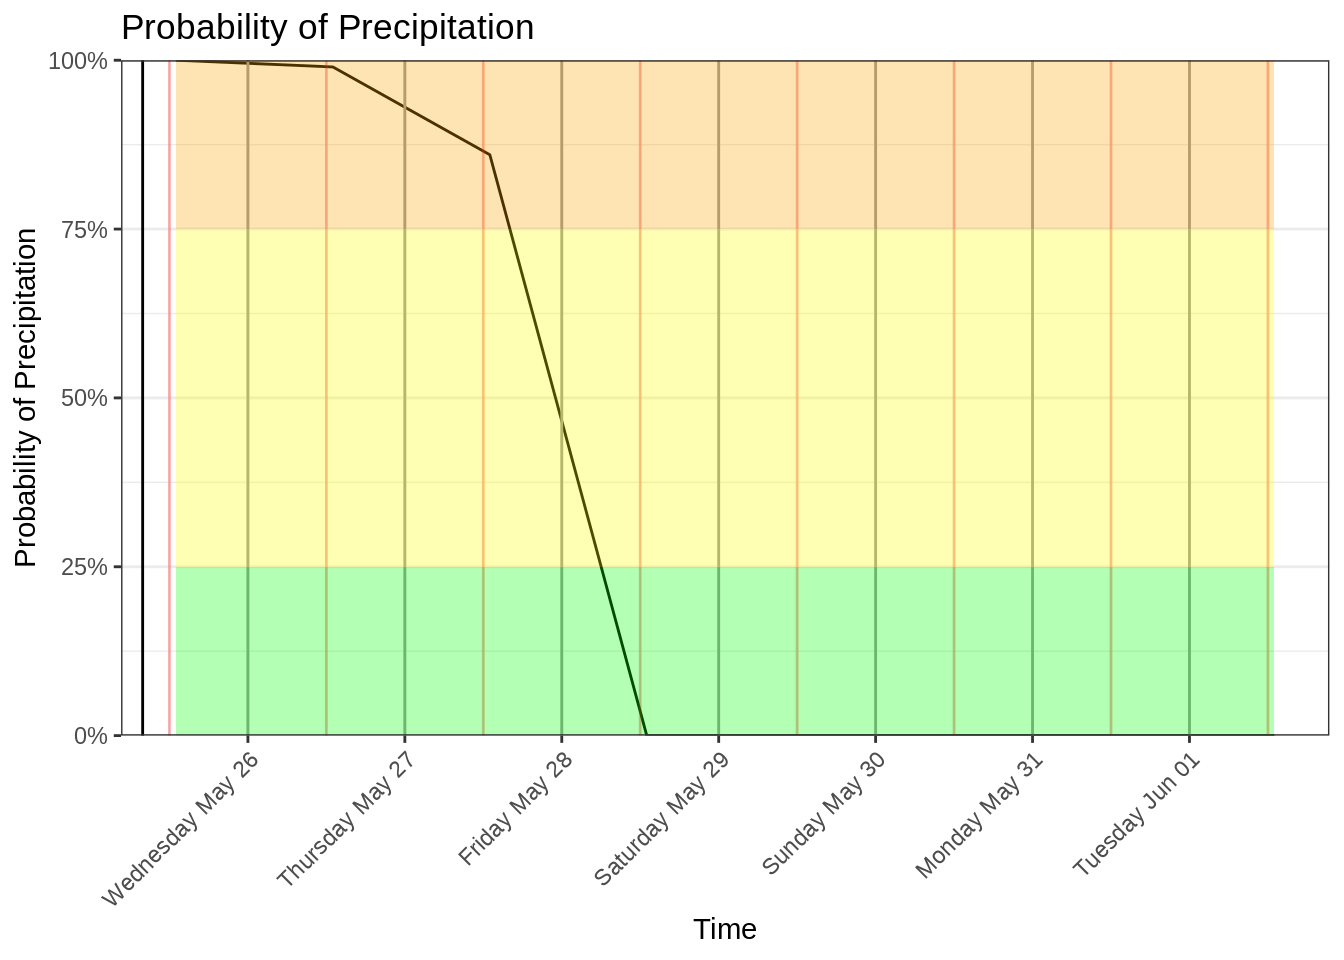 Probability of Precipitation
Probability of Precipitation
100%
75%
50%
25%
0%
Wednesday May 26
Thursday May 27
Friday May 28
Saturday May 29
Sunday May 30
Monday May 31
Tuesday Jun 01
Time